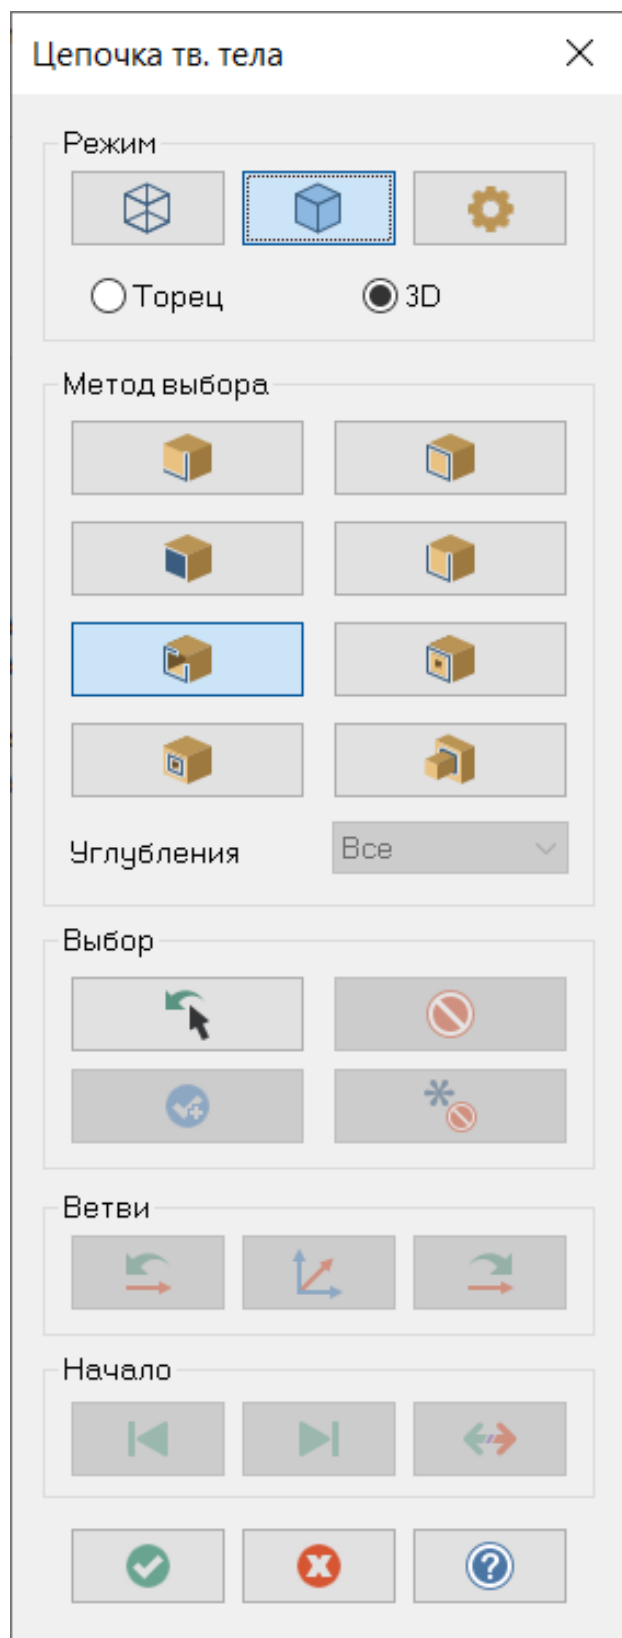 Цепочка тв. тела
Режим
Торец
3D
Метод выбора
Углубления
Все
Выбор
Ветви
Начало